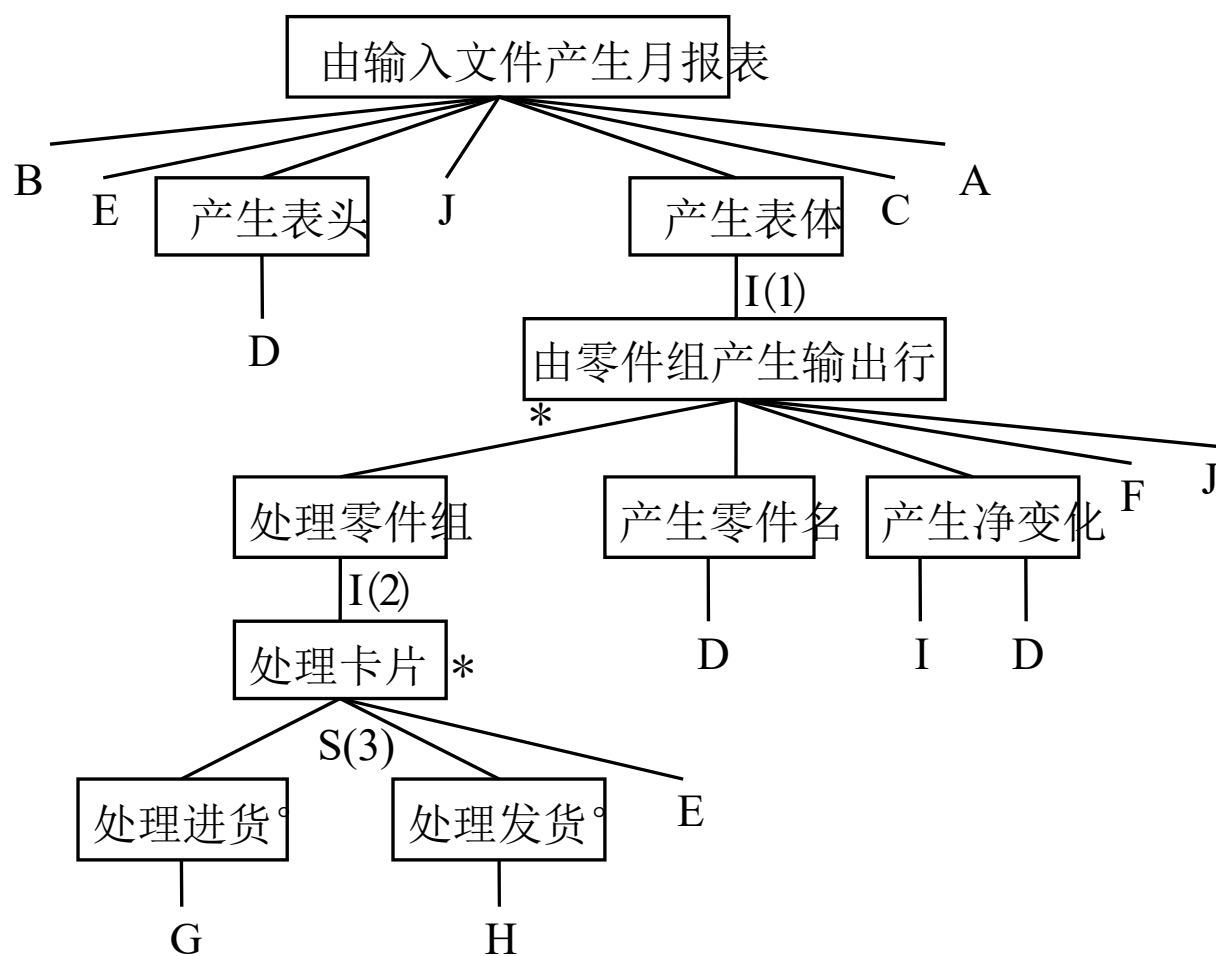 由输入文件产生月报表
B
E
产生表头
J
产生表体
C
A
I(1)
D
由零件组产生输出行
*
处理零件组
产生零件名
产生净变化
F
J
I(2)
处理卡片 *
D
I
D
S(3)
处理进货°
处理发货°
E
G
H